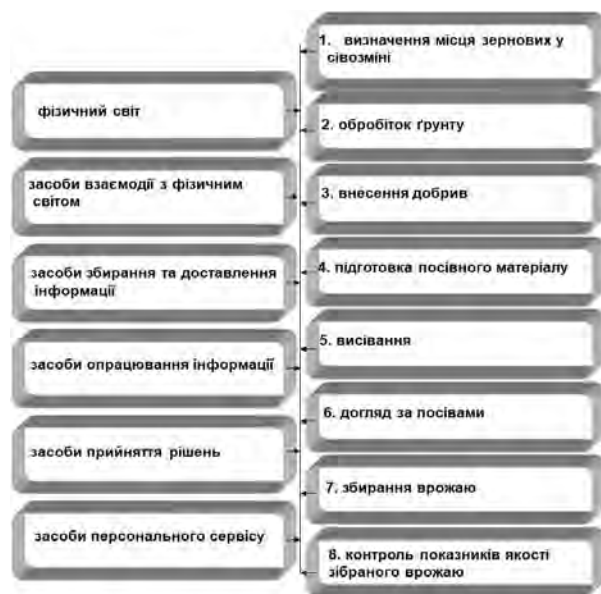 фізичний світ
засоби взаємодії з фізичним
світом
засоби збирання та доставлення
інформації
засоби опрацювання інформації
засоби прийняття рішень
засоби персонального сервісу
1. визначення місця зернових у
сівозміні
2. обробіток ґрунту
3. внесення добрив
4. підготовка посівного матеріалу
5. висівання
6. догляд за посівами
7. збирання врожаю
8. контроль показників якості
зібраного врожаю